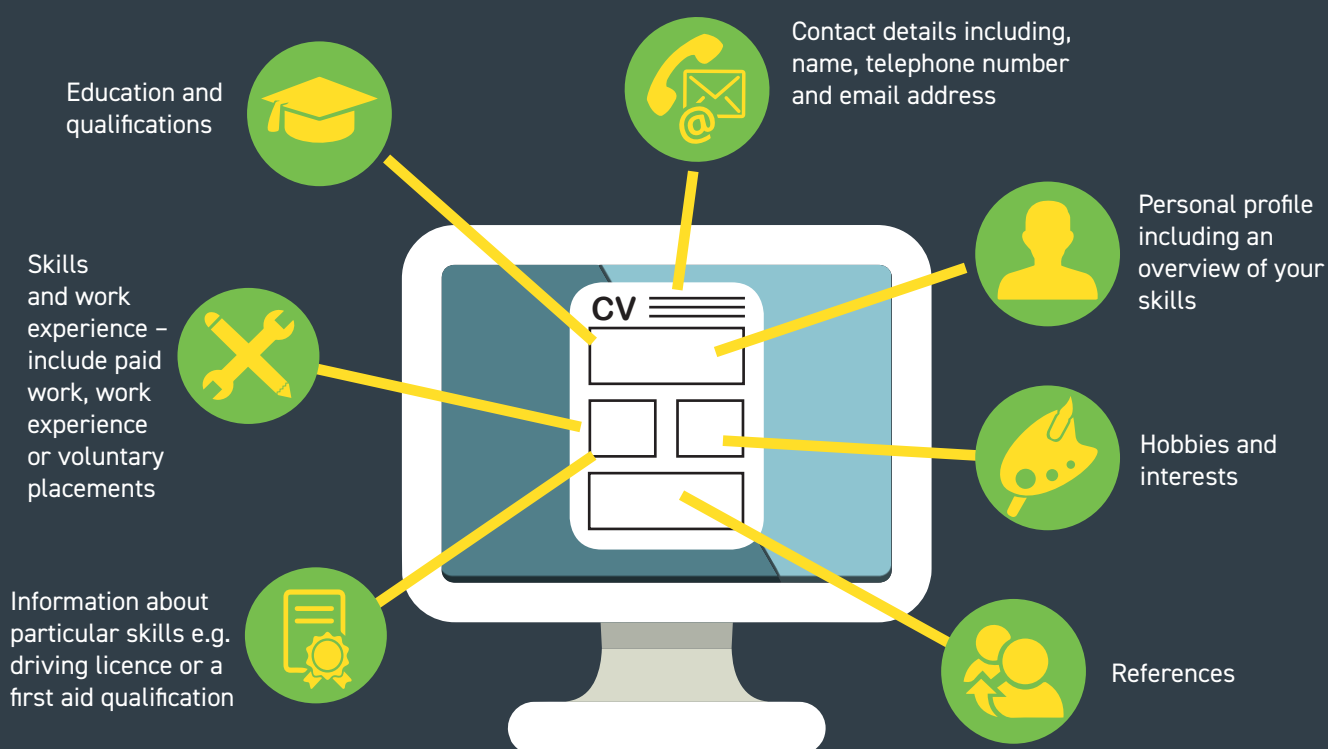 Education and
qualifications
Contact details including,
name, telephone number
and email address
Personal profile
including an
overview of your
skills
Skills
and work
experience –
include paid
work, work
experience
or voluntary
placements
CV
Hobbies and
interests
Information about
particular skills e.g.
driving licence or a
first aid qualification
References
@